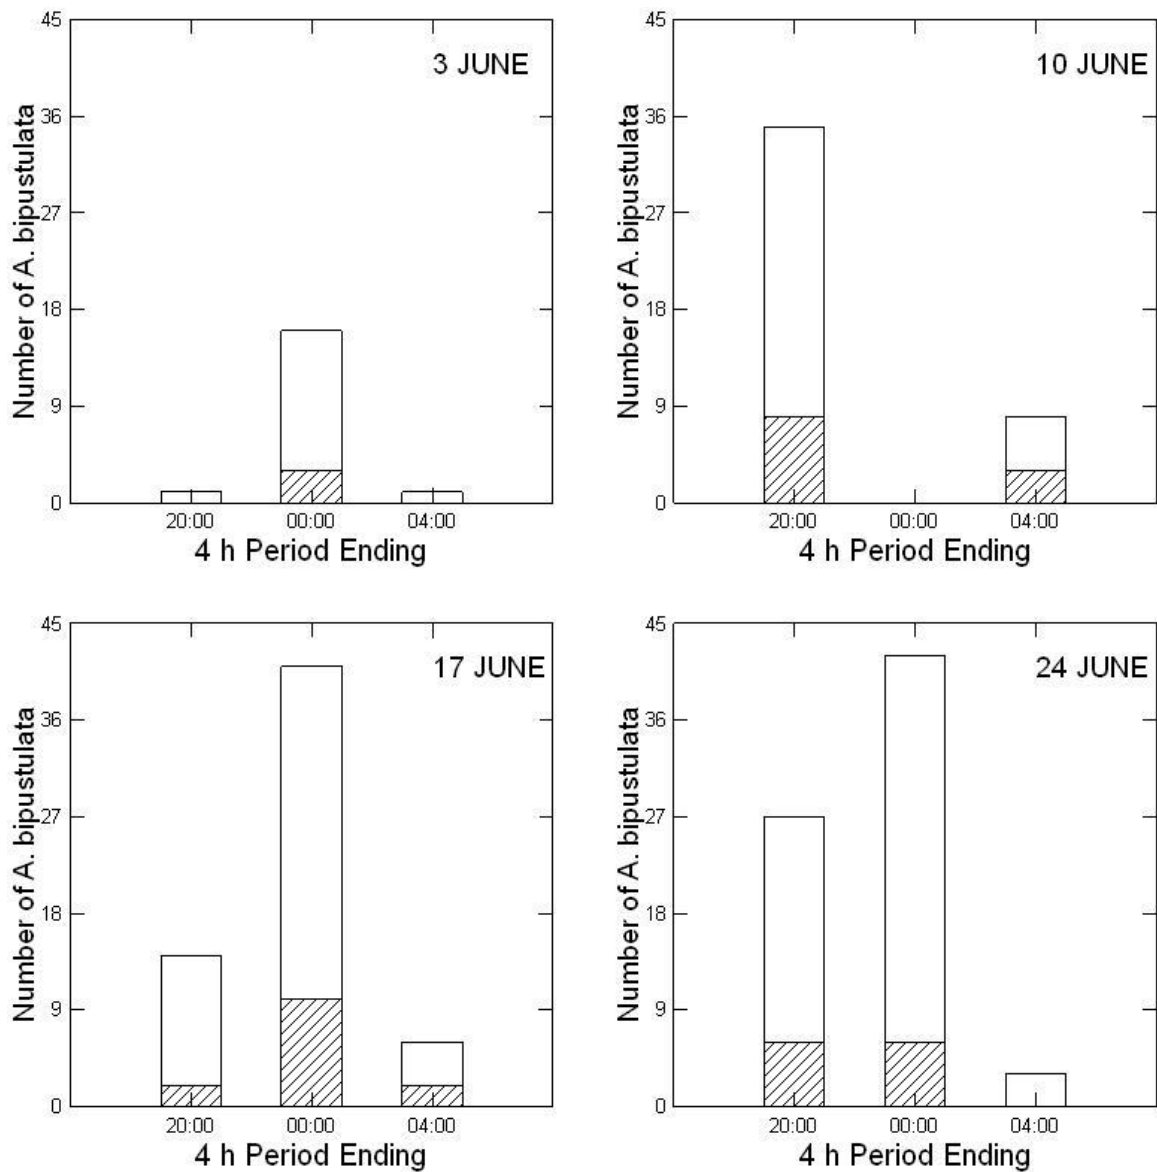 3 JUNE
Number of A. bipustulata
45
36
27
18
9
0
20:00 00:00 04:00
4 h Period Ending
10 JUNE
Number of A. bipustulata
45
36
27
18
9
0
20:00 00:00 04:00
4 h Period Ending
17 JUNE
Number of A. bipustulata
45
36
27
18
9
0
20:00 00:00 04:00
4 h Period Ending
24 JUNE
Number of A. bipustulata
45
36
27
18
9
0
20:00 00:00 04:00
4 h Period Ending